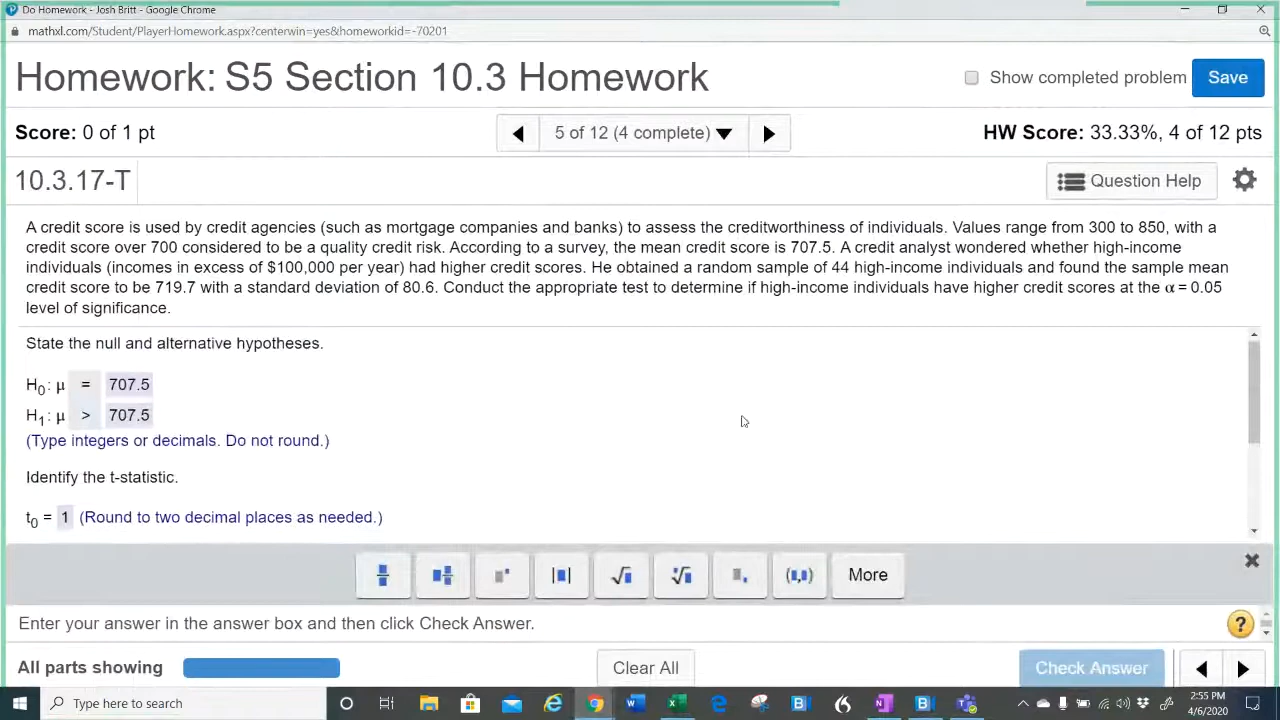 Do Homework - Josh Britt - Google Chrome
mathxl.com/Student/PlayerHomework.aspx?centerwin=yes&homeworkid=-70201
Homework: S5 Section 10.3 Homework
Show completed problem
Save
Score: 0 of 1 pt
5 of 12 (4 complete)
HW Score: 33.33%, 4 of 12 pts
10.3.17-T
Question Help
A credit score is used by credit agencies (such as mortgage companies and banks) to assess the creditworthiness of individuals. Values range from 300 to 850, with a
credit score over 700 considered to be a quality credit risk. According to a survey, the mean credit score is 707.5. A credit analyst wondered whether high-income
individuals (incomes in excess of $100,000 per year) had higher credit scores. He obtained a random sample of 44 high-income individuals and found the sample mean
credit score to be 719.7 with a standard deviation of 80.6. Conduct the appropriate test to determine if high-income individuals have higher credit scores at the α = 0.05
level of significance.
State the null and alternative hypotheses.
H0: μ = 707.5
H1: μ > 707.5
(Type integers or decimals. Do not round.)
Identify the t-statistic.
t0 = 1 (Round to two decimal places as needed.)
More
Enter your answer in the answer box and then click Check Answer.
?
All parts showing
Clear All
Check Answer
Type here to search
2:55 PM
4/6/2020